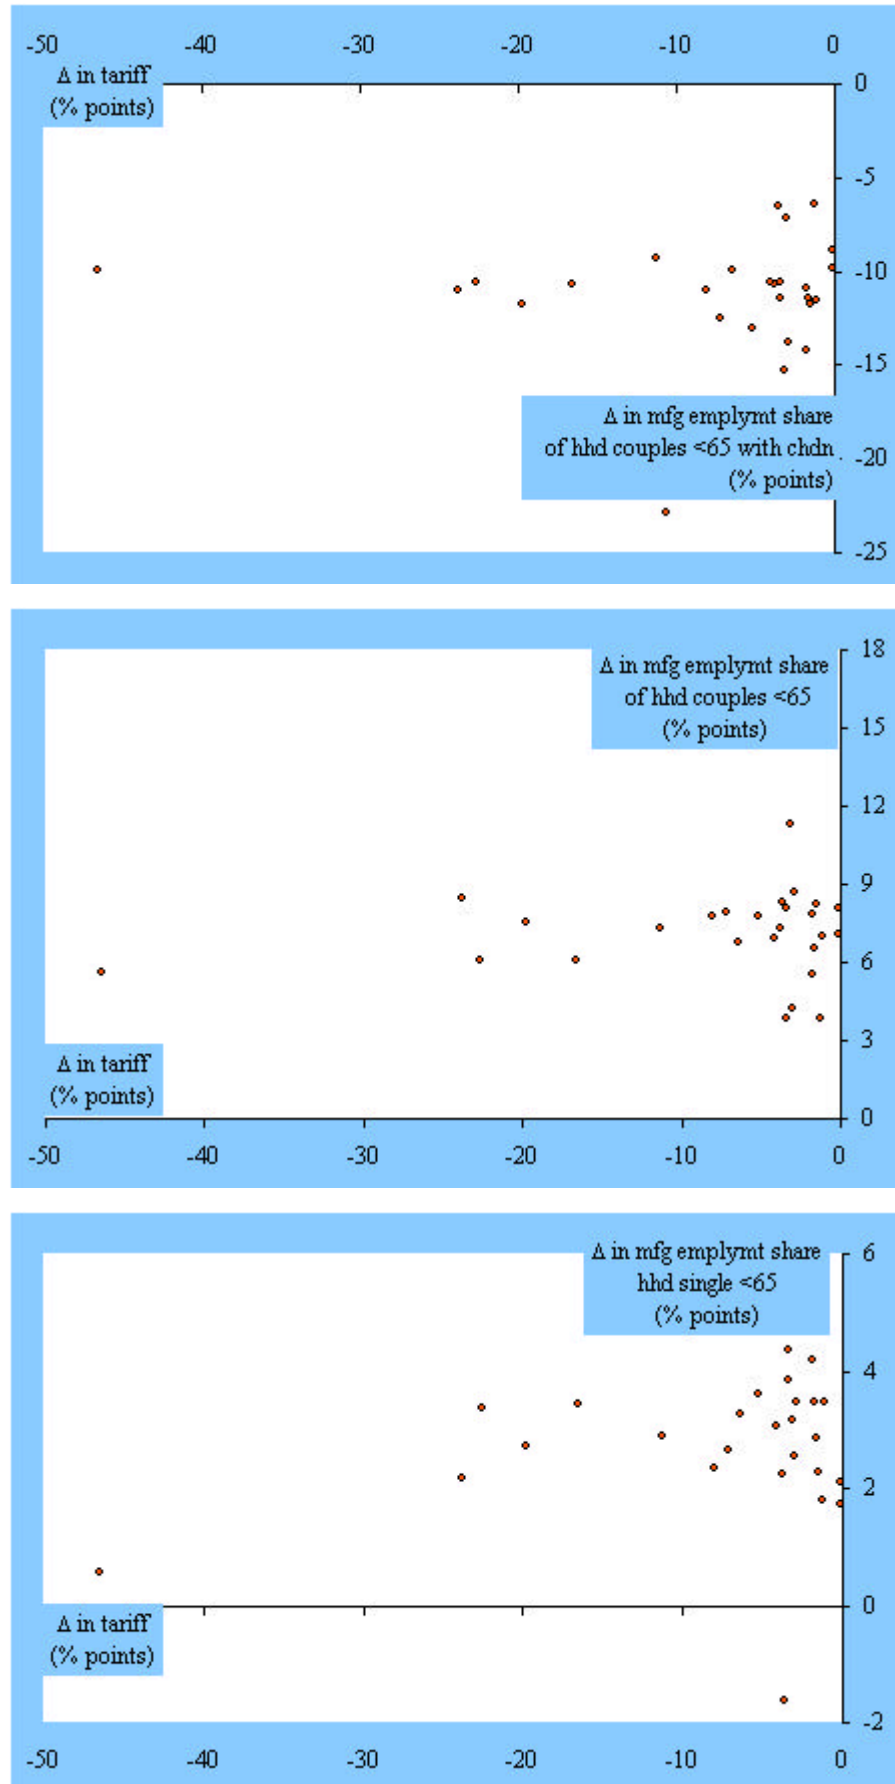 -50 -40 -30 -20 -10 0
Δ in tariff
(% points)
0
-5
-10
-15
Δ in mfg emplymt share
of hhd couples <65 with chdn
(% points)
-20
-25
Δ in mfg emplymt share
of hhd couples <65
(% points)
18
15
12
9
6
3
0
Δ in tariff
(% points)
-50 -40 -30 -20 -10 0
Δ in mfg emplymt share
hhd single <65
(% points)
6
4
2
0
-2
Δ in tariff
(% points)
-50 -40 -30 -20 -10 0